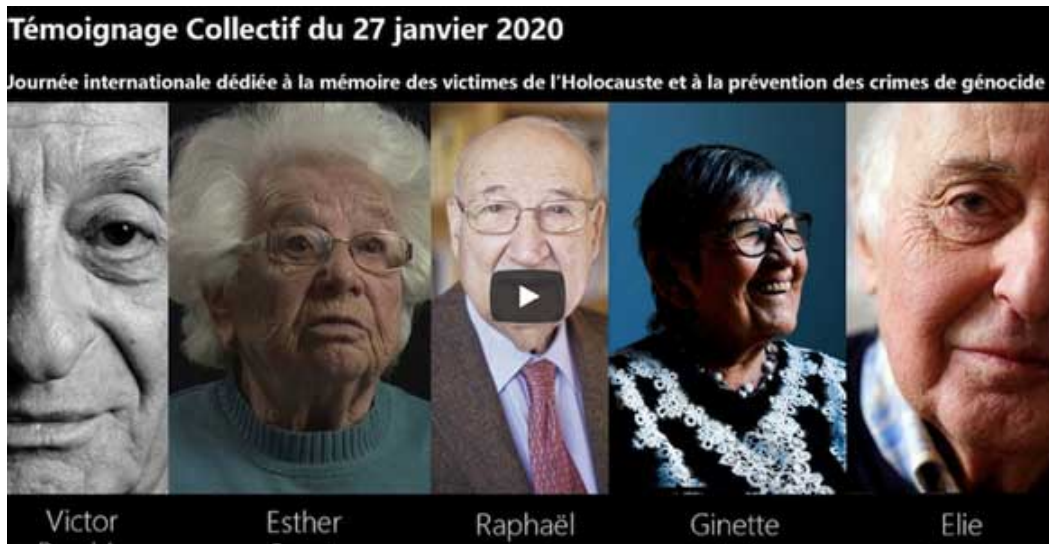 Témoignage Collectif du 27 janvier 2020
Journée internationale dédiée à la mémoire des victimes de l'Holocauste et à la prévention des crimes de génocide
Victor
Esther
Raphaël
Ginette
Elie